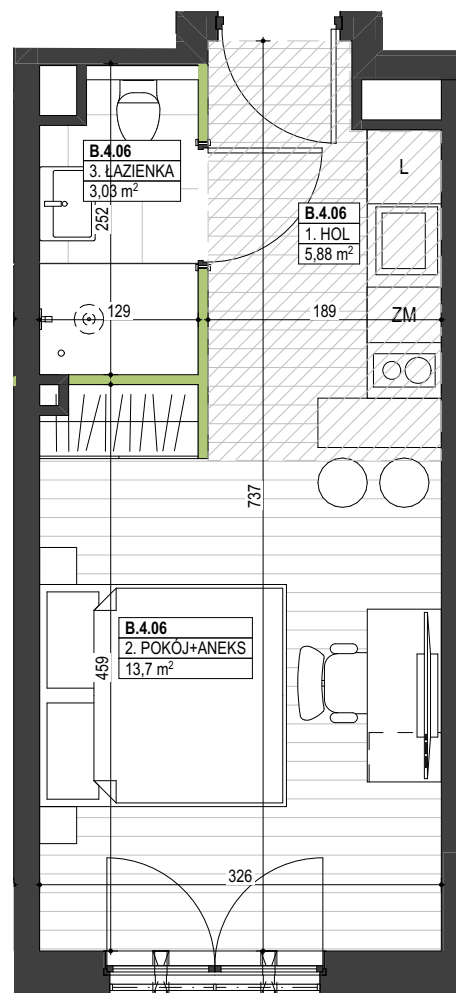 B.4.06
3. ŁAZIENKA
3,03 m²
252
L
B.4.06
1. HOL
5,88 m²
129
189
ZM
737
B.4.06
2. POKÓJ+ANEKS
13,7 m²
459
326